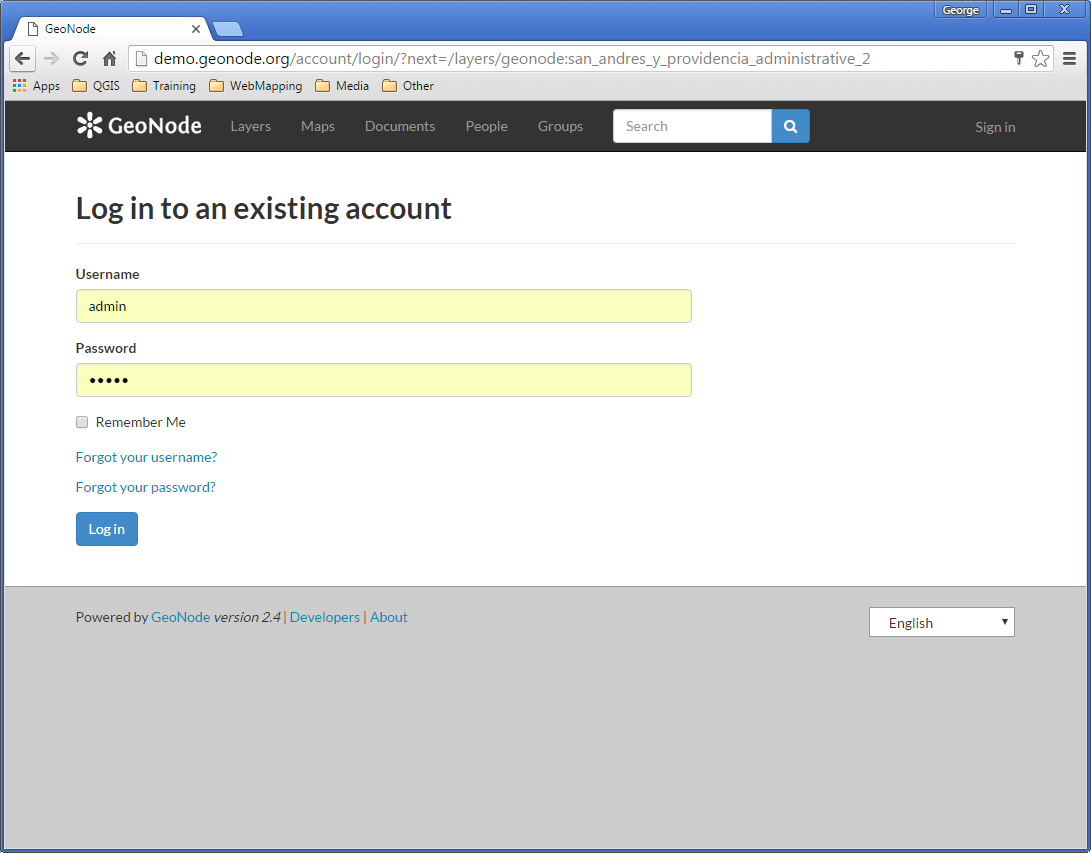 George
GeoNode
demo.geonode.org/account/login/?next=/layers/geonode:san_andres_y_providencia_administrative_2
Apps QGIS Training WebMapping Media Other
GeoNode Layers Maps Documents People Groups Search Sign in
Log in to an existing account
Username
admin
Password
•••••
Remember Me
Forgot your username?
Forgot your password?
Log in
Powered by GeoNode version 2.4 | Developers | About
English